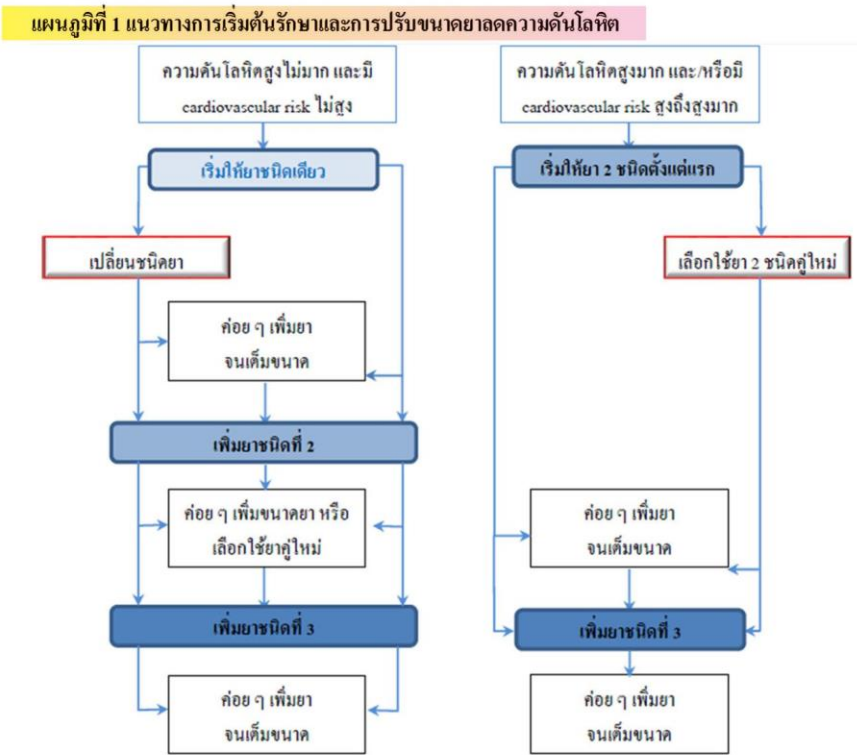 แผนภูมิที่ 1 แนวทางการเริ่มต้นรักษาและการปรับขนาดยาลดความดันโลหิต
ความดันโลหิตสูงไม่มาก และมี
cardiovascular risk ไม่สูง
เริ่มให้ยาชนิดเดียว
เปลี่ยนชนิดยา
ค่อย ๆ เพิ่มยา
จนเต็มขนาด
เพิ่มยาชนิดที่ 2
ค่อย ๆ เพิ่มขนาดยา หรือ
เลือกใช้ยาคู่ใหม่
เพิ่มยาชนิดที่ 3
ค่อย ๆ เพิ่มยา
จนเต็มขนาด
ความดันโลหิตสูงมาก และ/หรือมี
cardiovascular risk สูงถึงสูงมาก
เริ่มให้ยา 2 ชนิดตั้งแต่แรก
เลือกใช้ยา 2 ชนิดคู่ใหม่
ค่อย ๆ เพิ่มยา
จนเต็มขนาด
เพิ่มยาชนิดที่ 3
ค่อย ๆ เพิ่มยา
จนเต็มขนาด